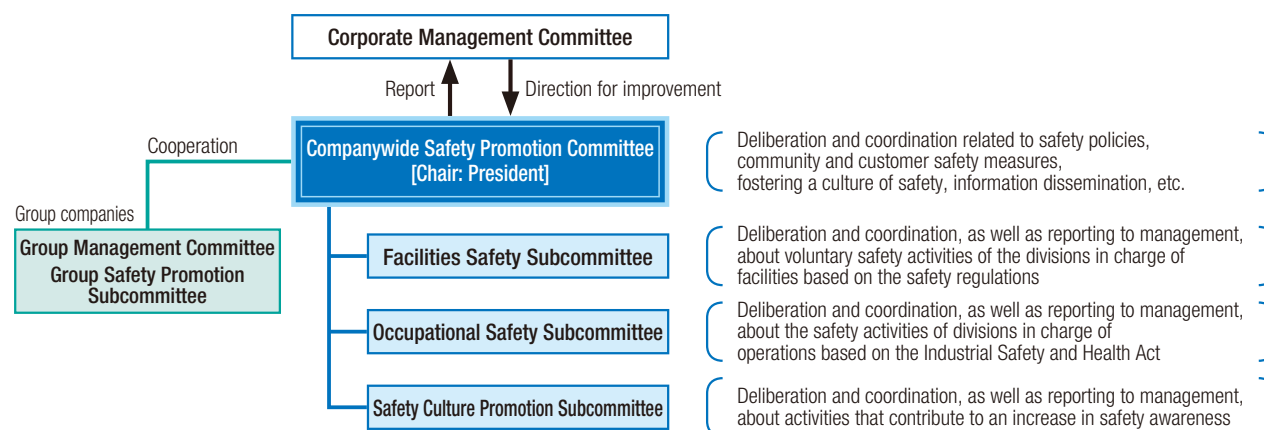 Corporate Management Committee
Report
Direction for improvement
Cooperation
Companywide Safety Promotion Committee
[Chair: President]
Deliberation and coordination related to safety policies,
community and customer safety measures,
fostering a culture of safety, information dissemination, etc.
Group companies
Group Management Committee
Group Safety Promotion
Subcommittee
Facilities Safety Subcommittee
Deliberation and coordination, as well as reporting to management,
about voluntary safety activities of the divisions in charge of
facilities based on the safety regulations
Occupational Safety Subcommittee
Deliberation and coordination, as well as reporting to management,
about the safety activities of divisions in charge of
operations based on the Industrial Safety and Health Act
Safety Culture Promotion Subcommittee
Deliberation and coordination, as well as reporting to management,
about activities that contribute to an increase in safety awareness